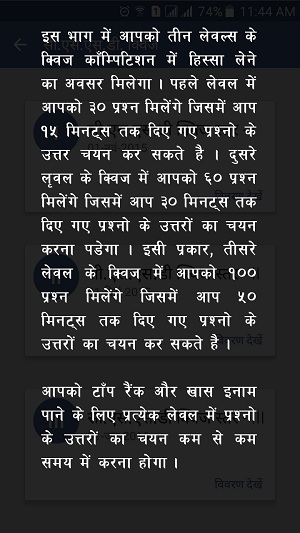 74% 11:44 AM
इस भाग में आपको तीन लेवल्स के
क्विज कॉम्पिटिशन में हिस्सा लेने
का अवसर मिलेगा । पहले लेवल में
आपको ३० प्रश्न मिलेंगे जिसमें आप
१५ मिनट्स तक दिए गए प्रश्नो के
उत्तर चयन कर सकते है । दुसरे
लृवल के क्विज में आपको ६० प्रश्न
मिलेंगे जिसमें आप ३० मिनट्स तक
दिए गए प्रश्नो के उत्तरों का चयन
करना पडेगा । इसी प्रकार, तीसरे
लेवल के क्विज में आपको १००
प्रश्न मिलेंगे जिसमें आप ५०
मिनट्स तक दिए गए प्रश्नो के
उत्तरों का चयन कर सकते है ।
आपको टॉप रैंक और खास इनाम
पाने के लिए प्रत्येक लेवल में प्रश्नो
के उत्तरों का चयन कम से कम
समय में करना होगा ।
विवरण देखें